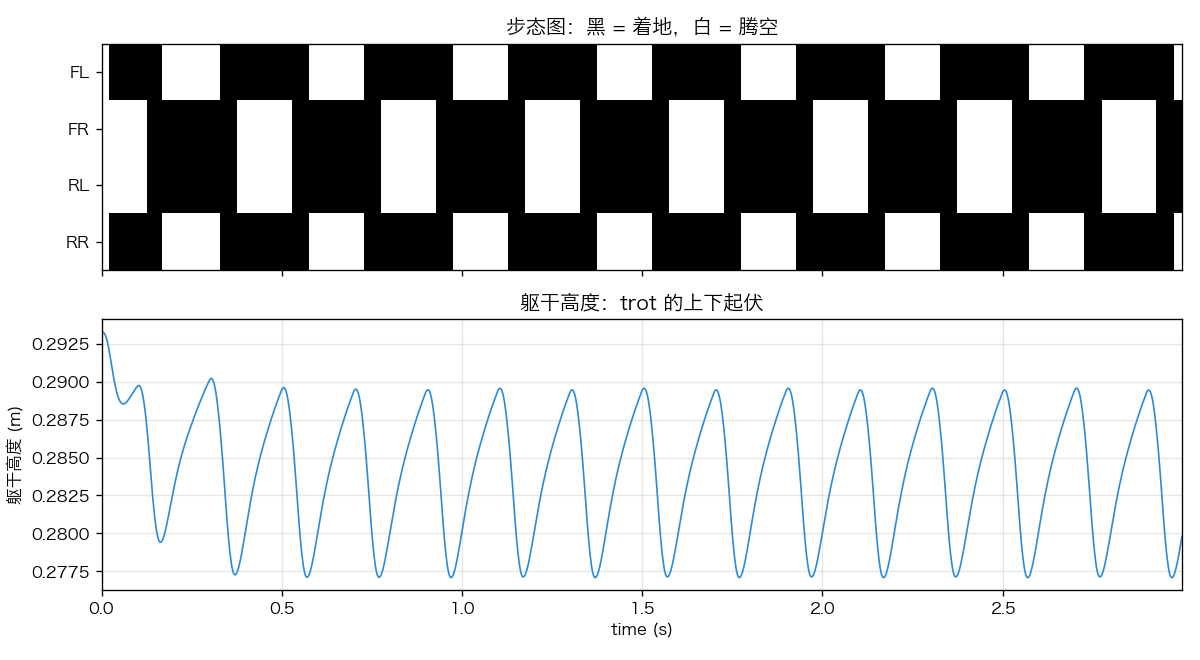 步态图：黑 = 着地，白 = 腾空
FL
FR
RL
RR
躯干高度：trot 的上下起伏
0.2925
0.2900
0.2875
0.2850
0.2825
0.2800
0.2775
躯干高度 (m)
0.0 0.5 1.0 1.5 2.0 2.5
time (s)